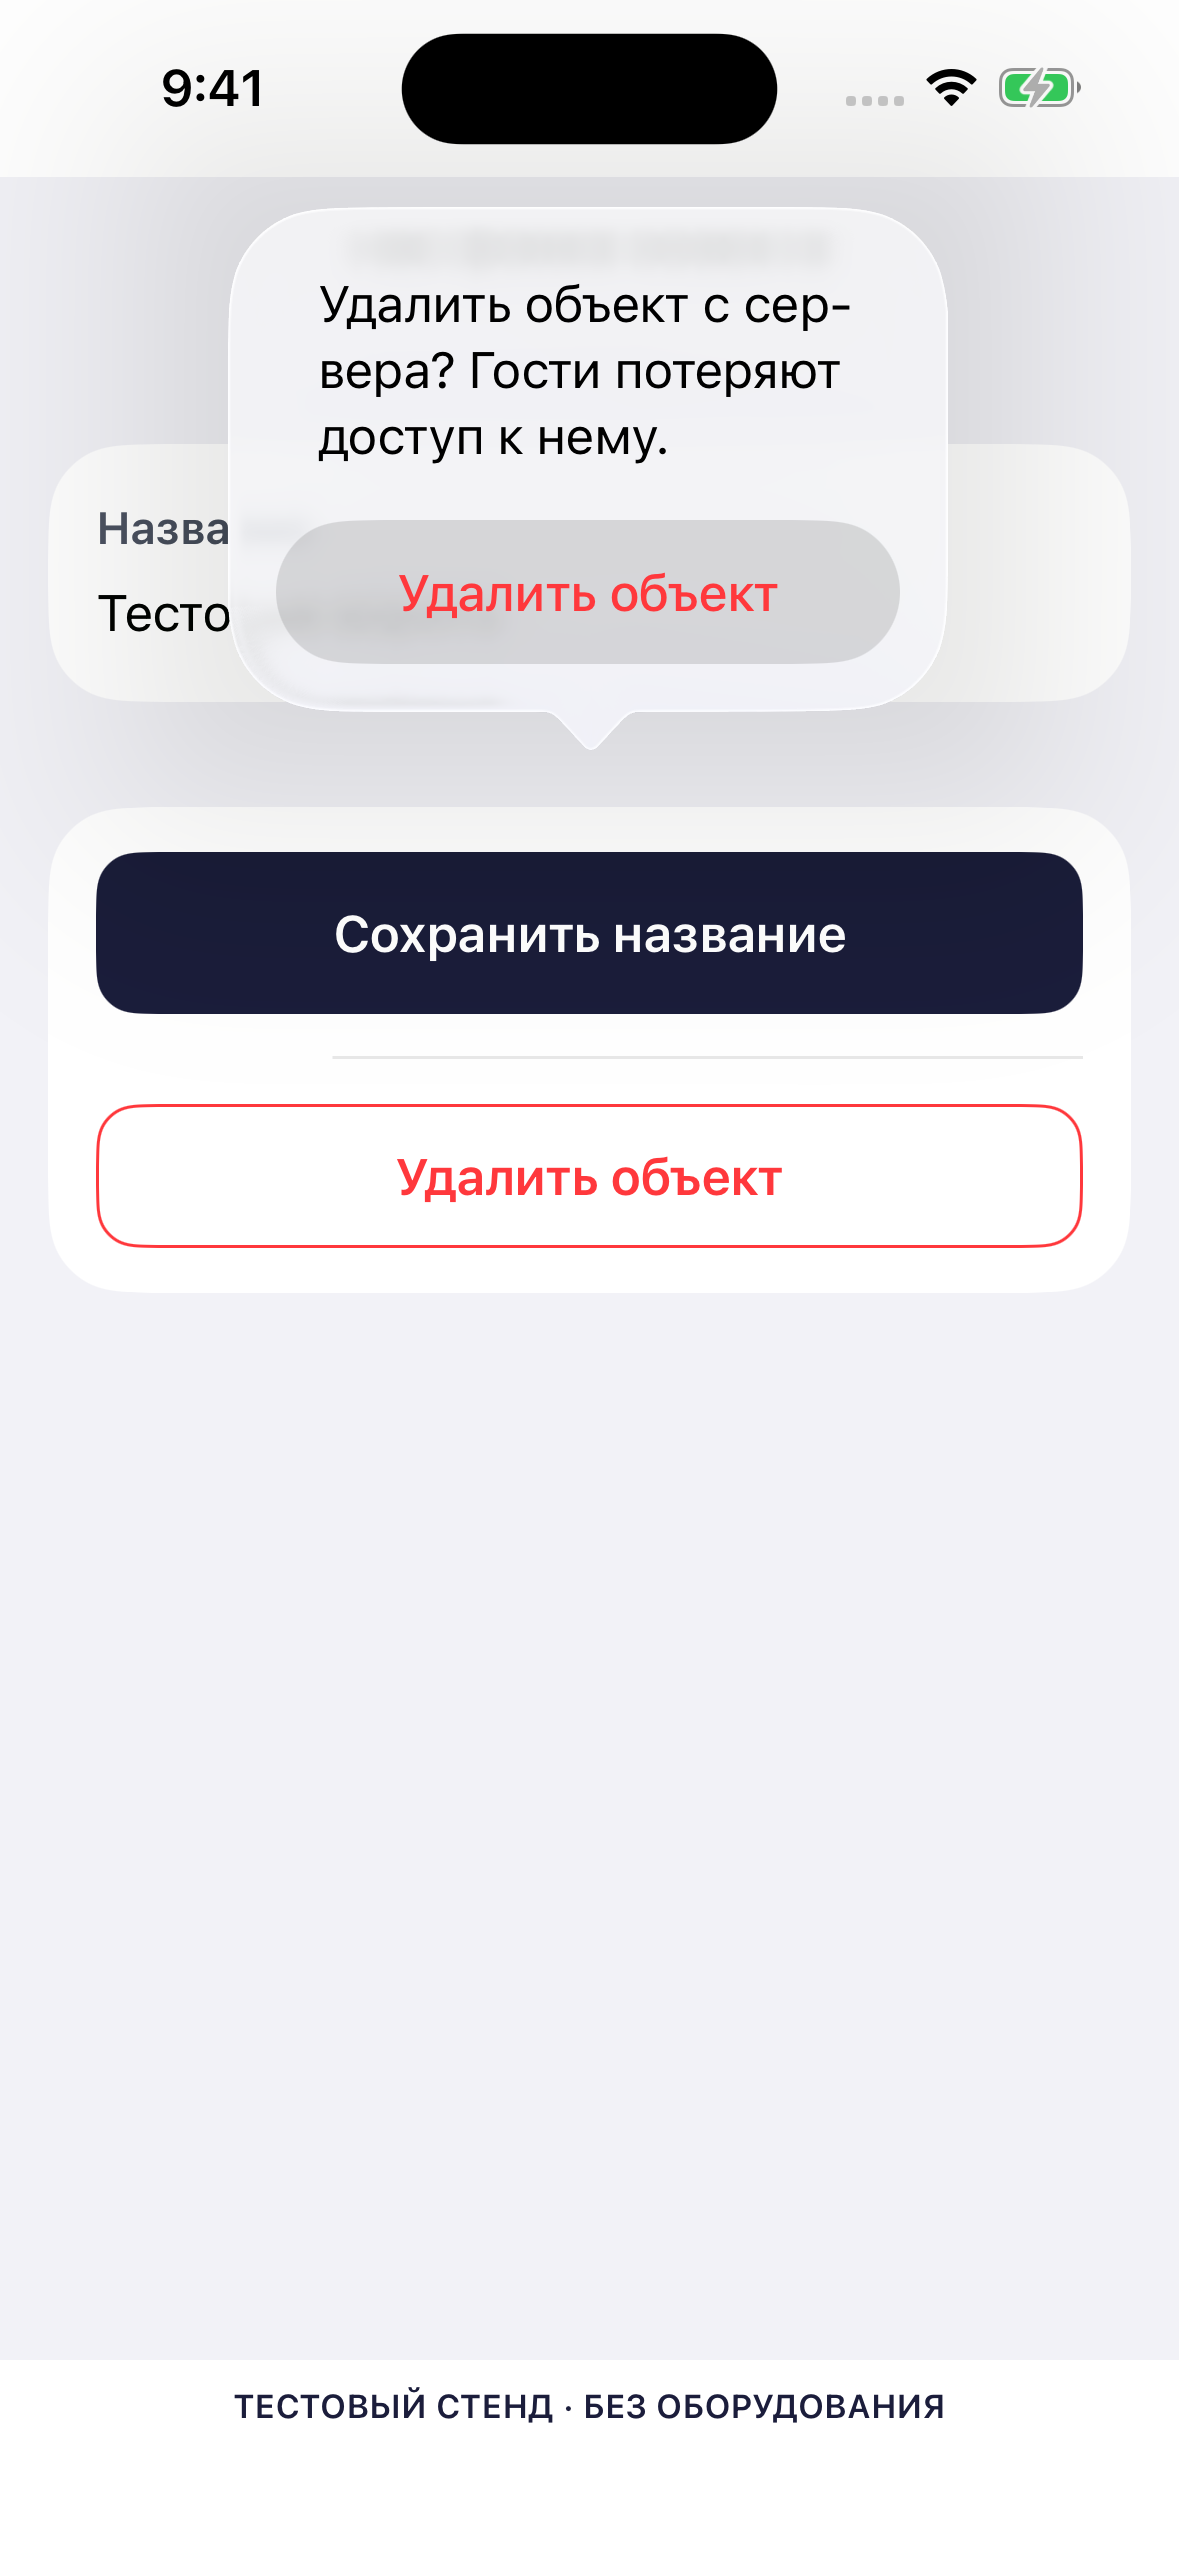 9:41
Удалить объект с сер-
вера? Гости потеряют
доступ к нему.
Назва
Тесто
Удалить объект
Сохранить название
Удалить объект
ТЕСТОВЫЙ СТЕНД · БЕЗ ОБОРУДОВАНИЯ